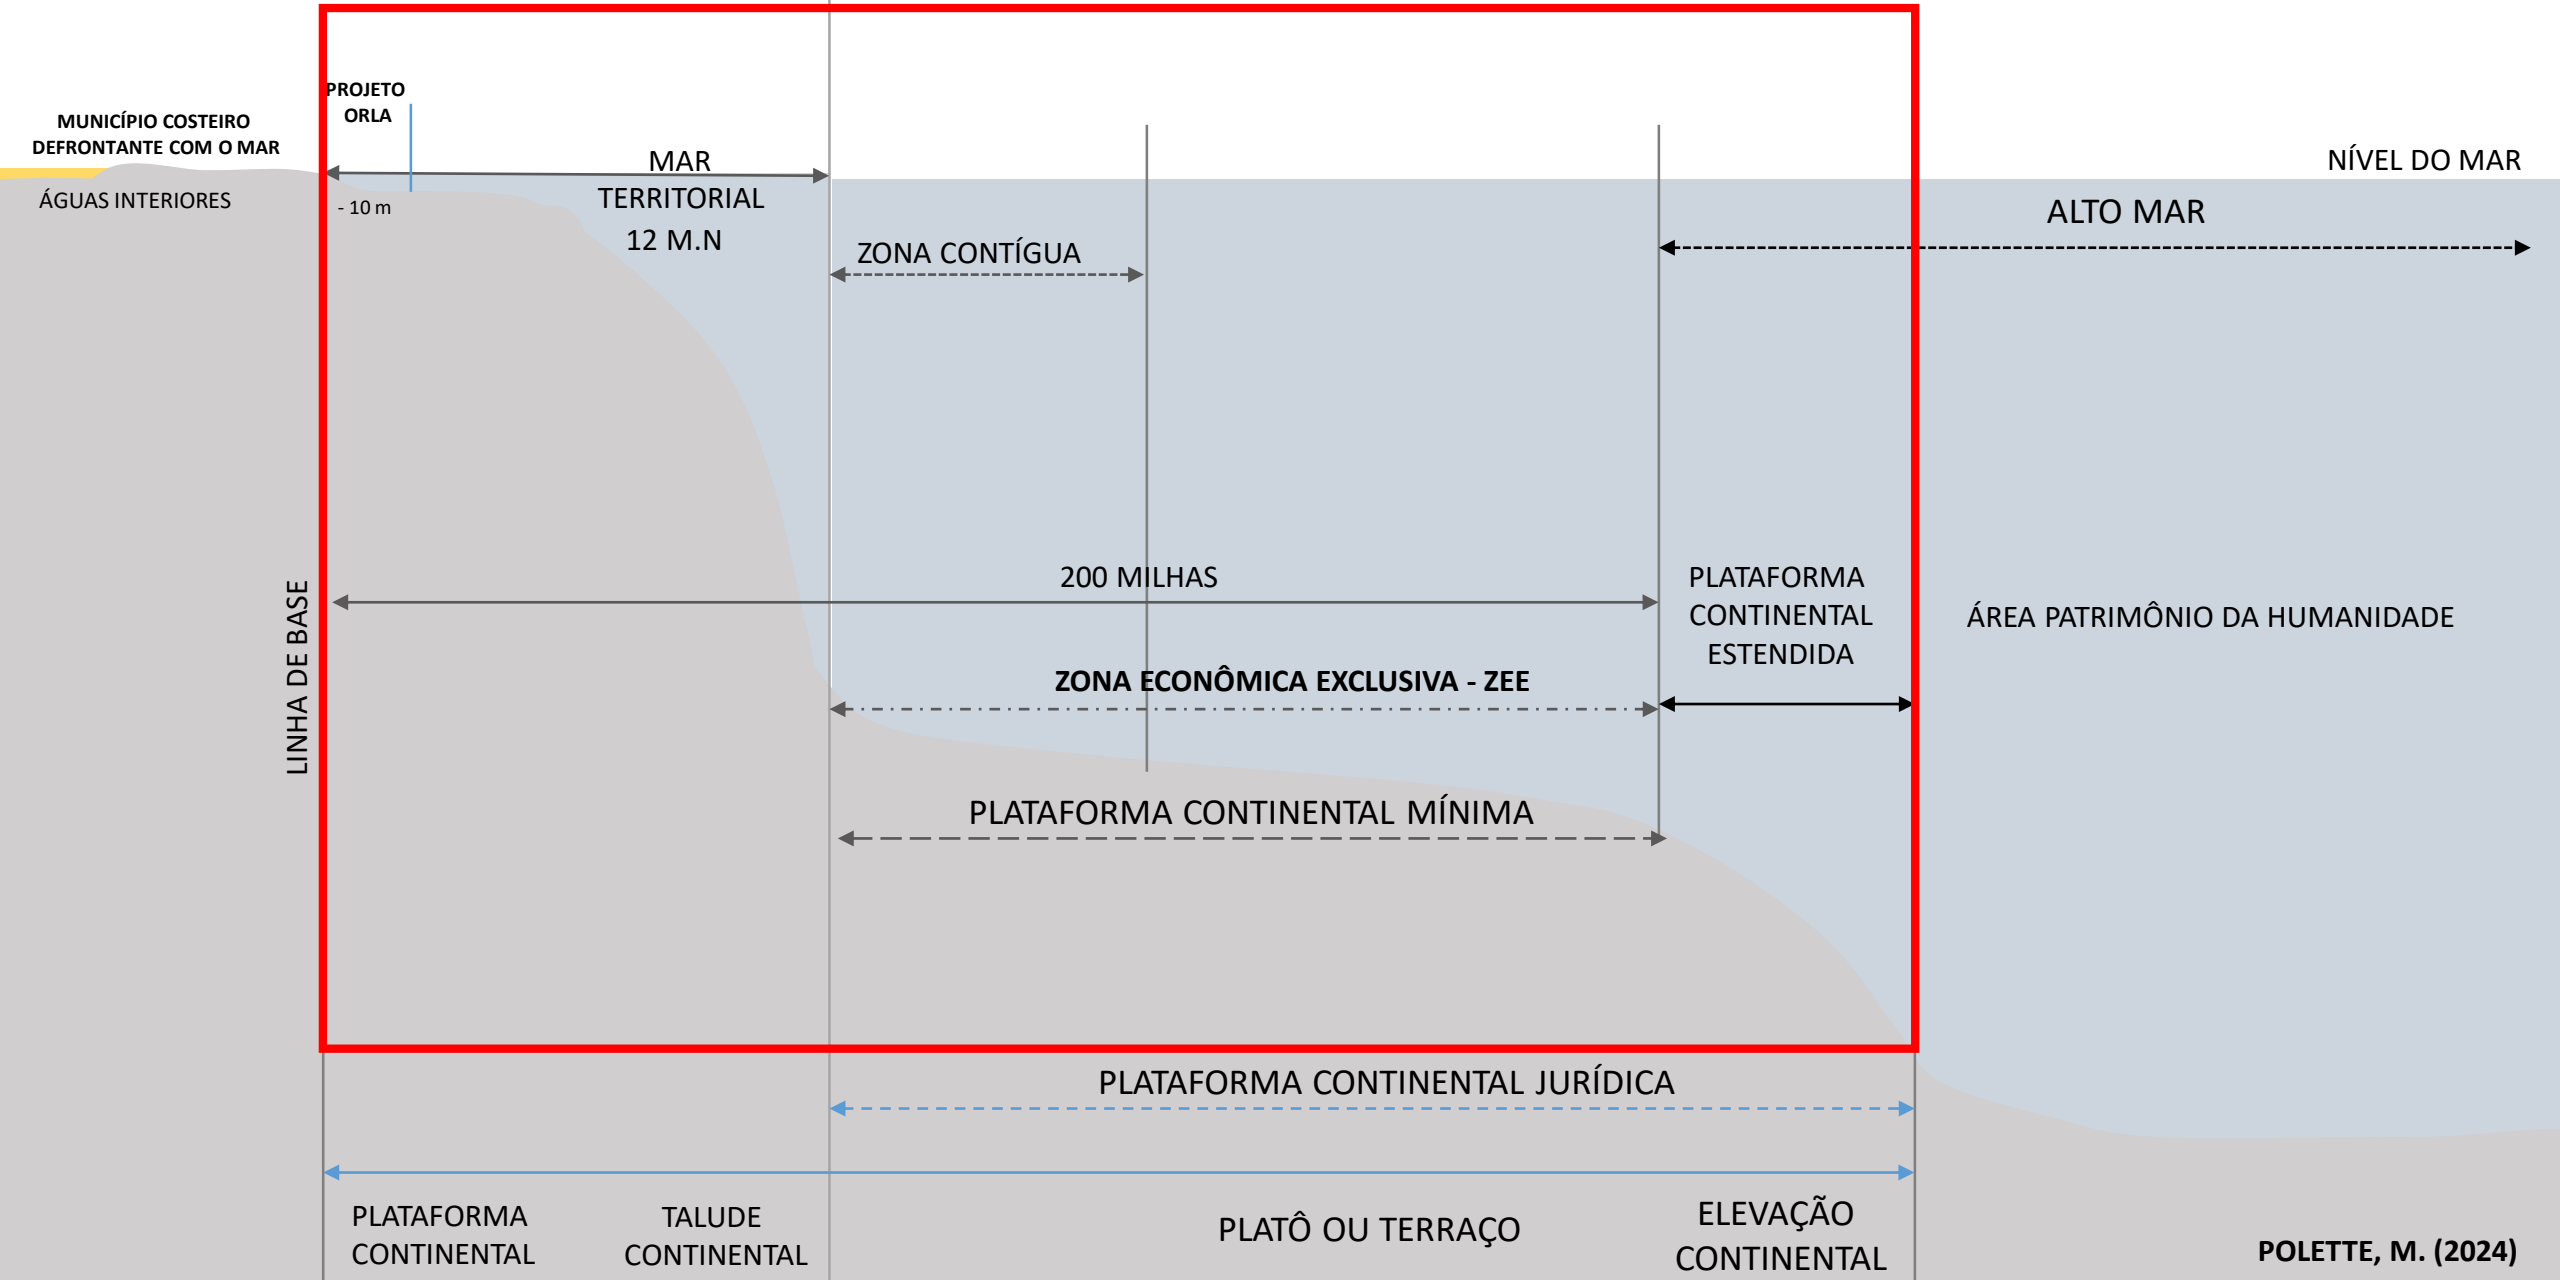 PROJETO
ORLA
MUNICÍPIO COSTEIRO
DEFRONTANTE COM O MAR
MAR
TERRITORIAL
12 M.N
NÍVEL DO MAR
ÁGUAS INTERIORES
- 10 m
ALTO MAR
ZONA CONTÍGUA
LINHA DE BASE
200 MILHAS
PLATAFORMA
CONTINENTAL
ESTENDIDA
ÁREA PATRIMÔNIO DA HUMANIDADE
ZONA ECONÔMICA EXCLUSIVA - ZEE
PLATAFORMA CONTINENTAL MÍNIMA
PLATAFORMA CONTINENTAL JURÍDICA
PLATAFORMA
CONTINENTAL
TALUDE
CONTINENTAL
PLATÔ OU TERRAÇO
ELEVAÇÃO
CONTINENTAL
POLETTE, M. (2024)